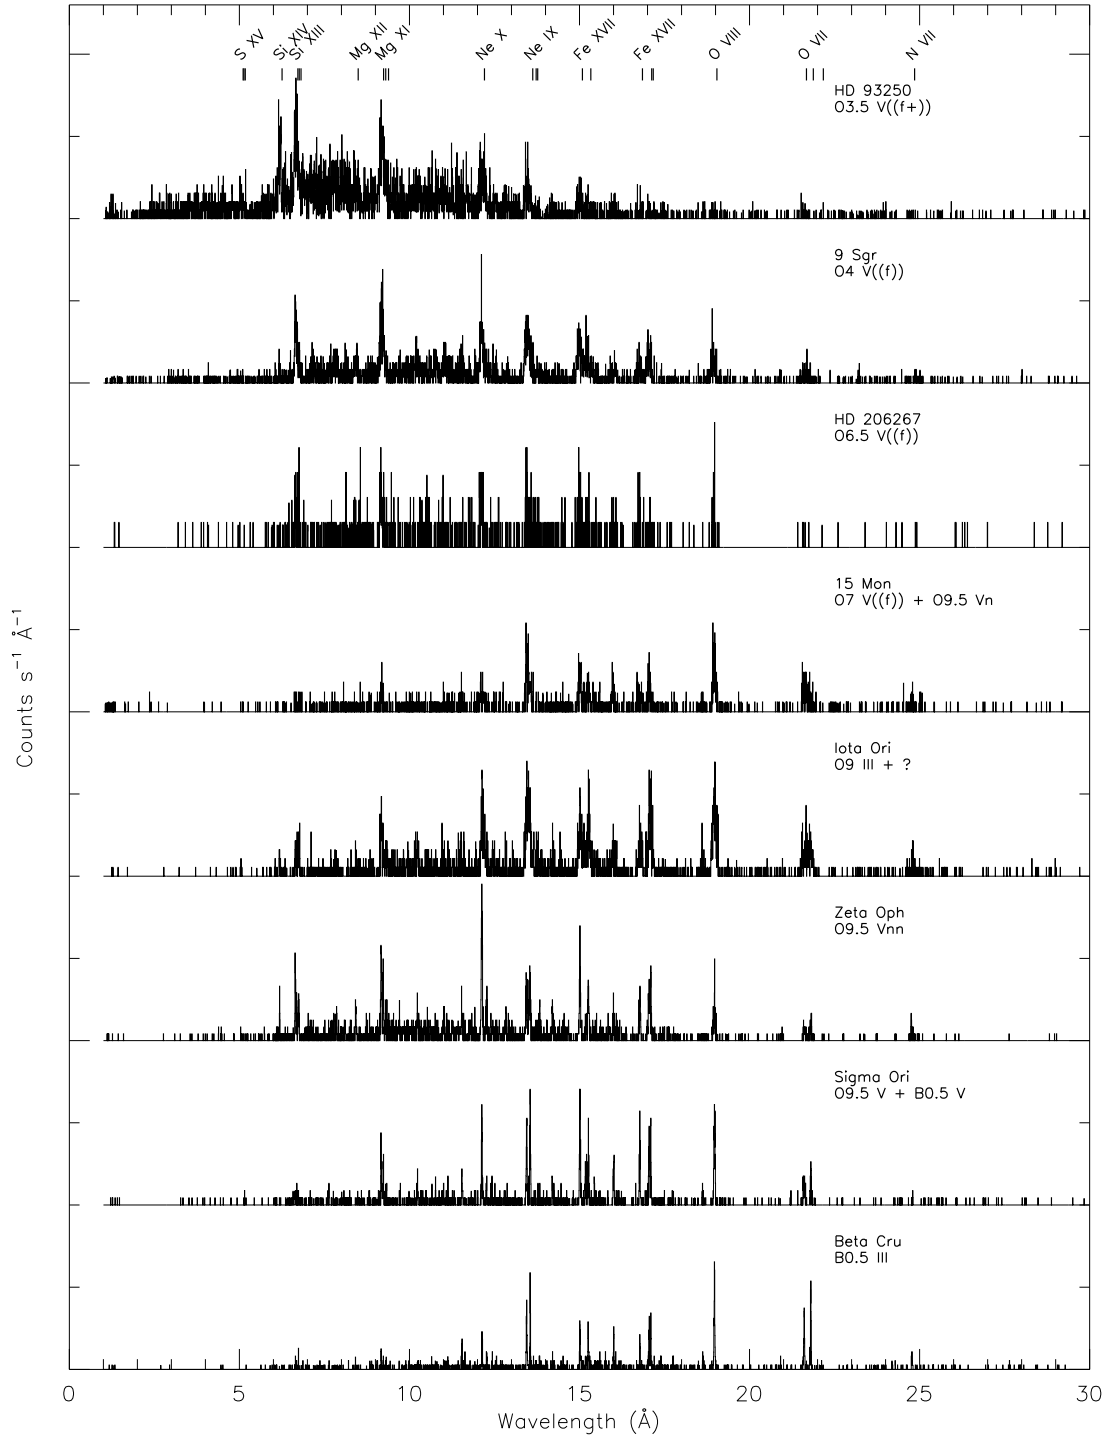 S XV Si XIV Si XIII Mg XII Mg XI Ne X Ne IX Fe XVII Fe XVII O VIII O VII N VII
HD 93250
O3.5 V((f+))
9 Sgr
O4 V((f))
HD 206267
O6.5 V((f))
15 Mon
O7 V((f)) + O9.5 Vn
Iota Ori
O9 III + ?
Zeta Oph
O9.5 Vnn
Sigma Ori
O9.5 V + B0.5 V
Beta Cru
B0.5 III
Counts s⁻¹ Å⁻¹
0 5 10 15 20 25 30
Wavelength (Å)